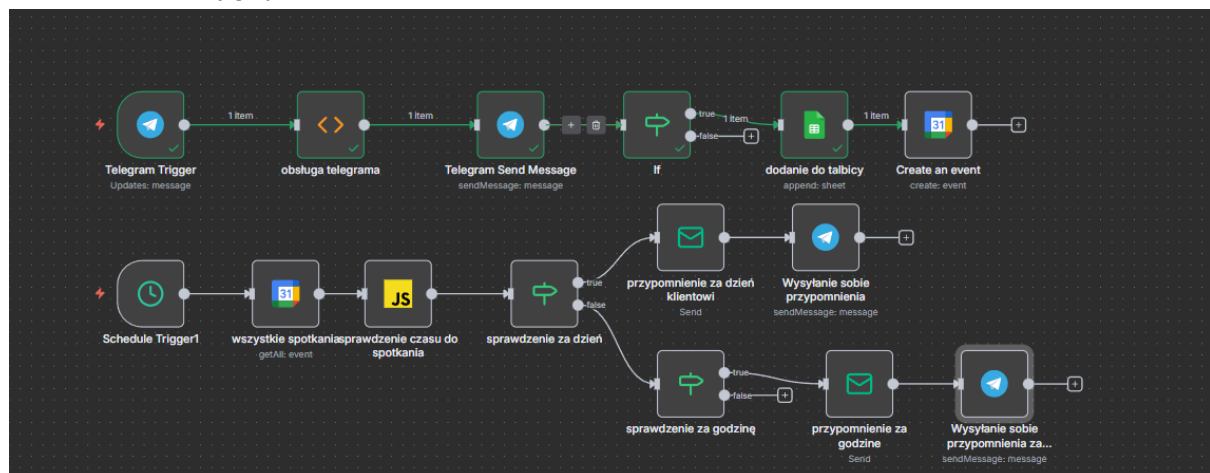 1 item
1 item
true
1 item
1 item
false
31
Telegram Trigger
Updates: message
obsługa telegrama
Telegram Send Message
sendMessage: message
If
dodanie do talbicy
append: sheet
Create an event
create: event
true
false
31
JS
przypomnienie za dzień
klientowi
Send
Wysyłanie sobie
przypomnienia
sendMessage: message
Schedule Trigger1
wszystkie spotkania
getAll: event
sprawdzenie czasu do
spotkania
sprawdzenie za dzień
true
false
sprawdzenie za godzinę
przypomnienie za
godzine
Send
Wysyłanie sobie
przypomnienia za...
sendMessage: message